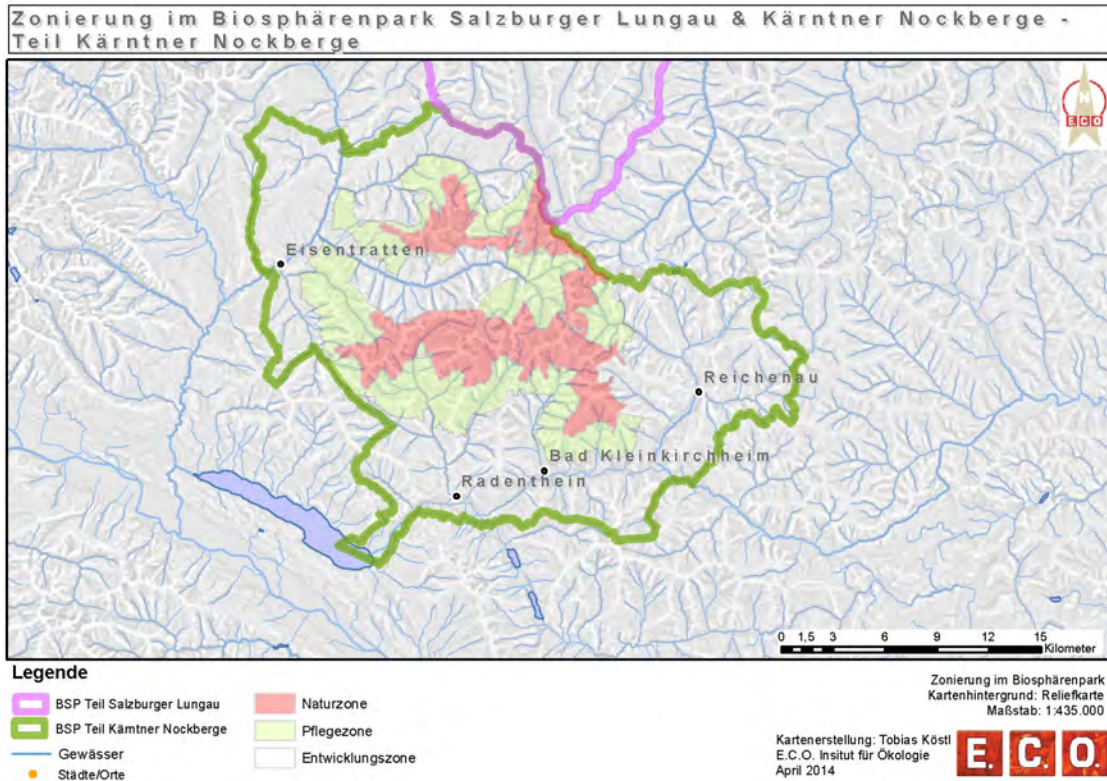 Zonierung im Biosphärenpark Salzburger Lungau & Kärntner Nockberge -
Teil Kärntner Nockberge
N
E.C.O
Eisentratten
Reichenau
Bad Kleinkirchheim
Radenthein
0 1,5 3 6 9 12 15
Kilometer
Legende
BSP Teil Salzburger Lungau
BSP Teil Kärntner Nockberge
Gewässer
Städte/Orte
Naturzone
Pflegezone
Entwicklungszone
Zonierung im Biosphärenpark
Kartenhintergrund: Reliefkarte
Maßstab: 1:435.000
Kartenerstellung: Tobias Köstl
E.C.O. Insitut für Ökologie
April 2014
E.C.O.